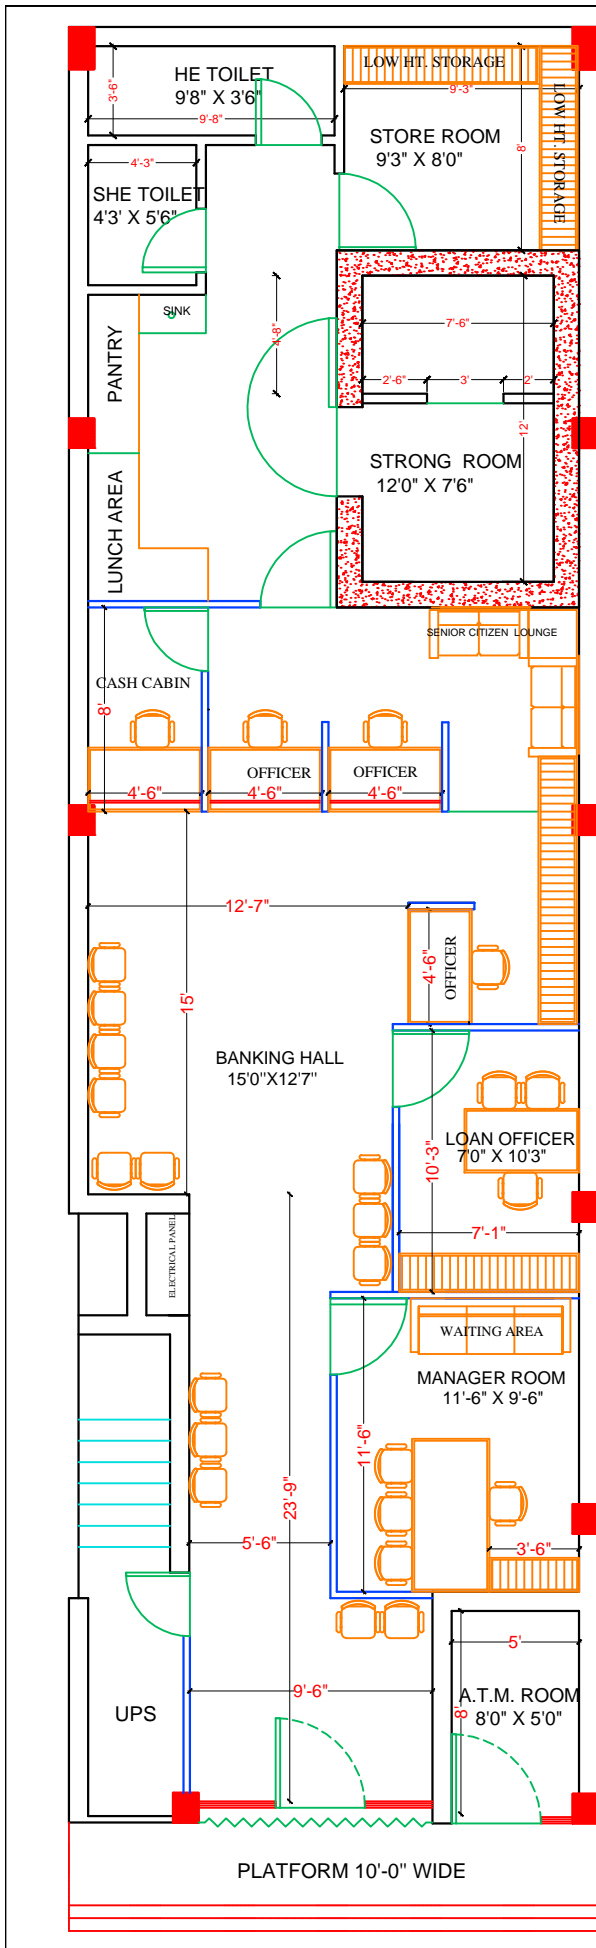 LOW HT. STORAGE
HE TOILET
9'8" X 3'6"
3'-6"
9'-8"
9'-3"
LOW HT. STORAGE
STORE ROOM
9'3" X 8'0"
8'
4'-3"
SHE TOILET
4'3' X 5'6"
SINK
4'-8"
PANTRY
7'-6"
2'-6"
3'
2'
12'
STRONG ROOM
12'0" X 7'6"
LUNCH AREA
SENIOR CITIZEN LOUNGE
CASH CABIN
8'
OFFICER
OFFICER
4'-6"
4'-6"
4'-6"
12'-7"
4'-6"
OFFICER
15'
BANKING HALL
15'0"X12'7"
LOAN OFFICER
7'0" X 10'3"
10'-3"
7'-1"
ELECTRICAL PANEL
WAITING AREA
MANAGER ROOM
11'-6" X 9'-6"
11'-6"
23'-9"
5'-6"
3'-6"
5'
9'-6"
A.T.M. ROOM
8'0" X 5'0"
8'
UPS
PLATFORM 10'-0" WIDE